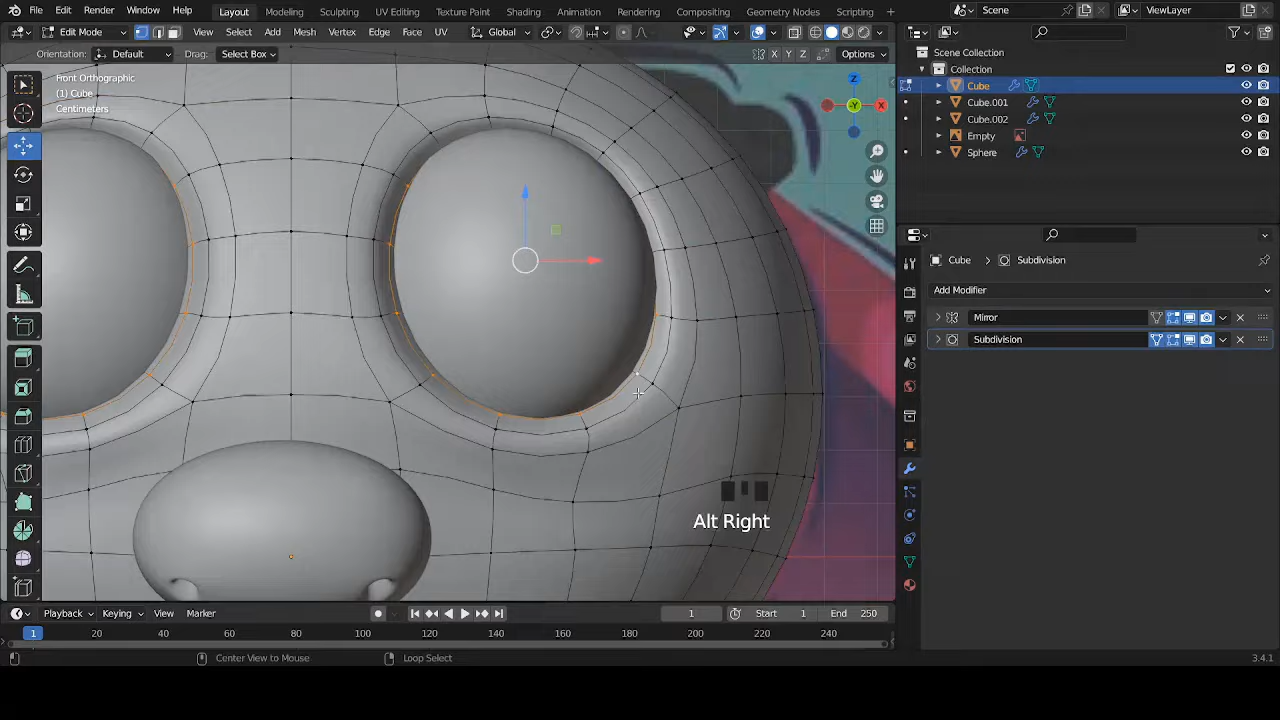 File Edit Render Window Help Layout Modeling Sculpting UV Editing Texture Paint Shading Animation Rendering Compositing Geometry Nodes Scripting + Scene ViewLayer
Edit Mode View Select Add Mesh Vertex Edge Face UV Global
Orientation: Default Drag: Select Box X Y Z Options
Front Orthographic
(1) Cube
Centimeters
Z
Y
X
Alt Right
Scene Collection
Collection
Cube
Cube.001
Cube.002
Empty
Sphere
Cube > Subdivision
Add Modifier
Mirror
Subdivision
Playback Keying View Marker 1 Start 1 End 250
1 20 40 60 80 100 120 140 160 180 200 220 240
Center View to Mouse Loop Select 3.4.1